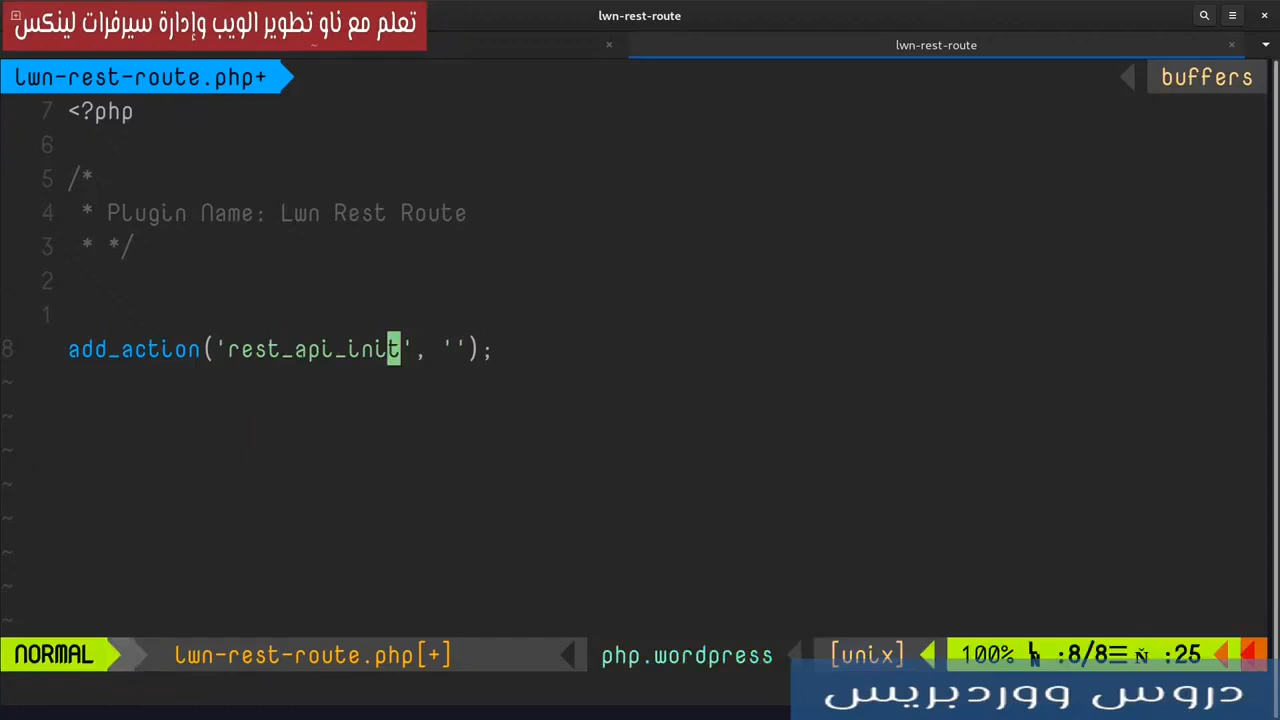 تعلم مع ناو تطوير الويب وإدارة سيرفرات لينكس
lwn-rest-route
lwn-rest-route
lwn-rest-route.php+
buffers
7 <?php
6
5 /*
4 * Plugin Name: Lwn Rest Route
3 * */
2
1
8 add_action('rest_api_init', '');
~
~
~
~
~
~
~
~
NORMAL lwn-rest-route.php[+] php.wordpress [unix] 100% :8/8☰ :25
دروس ووردبريس